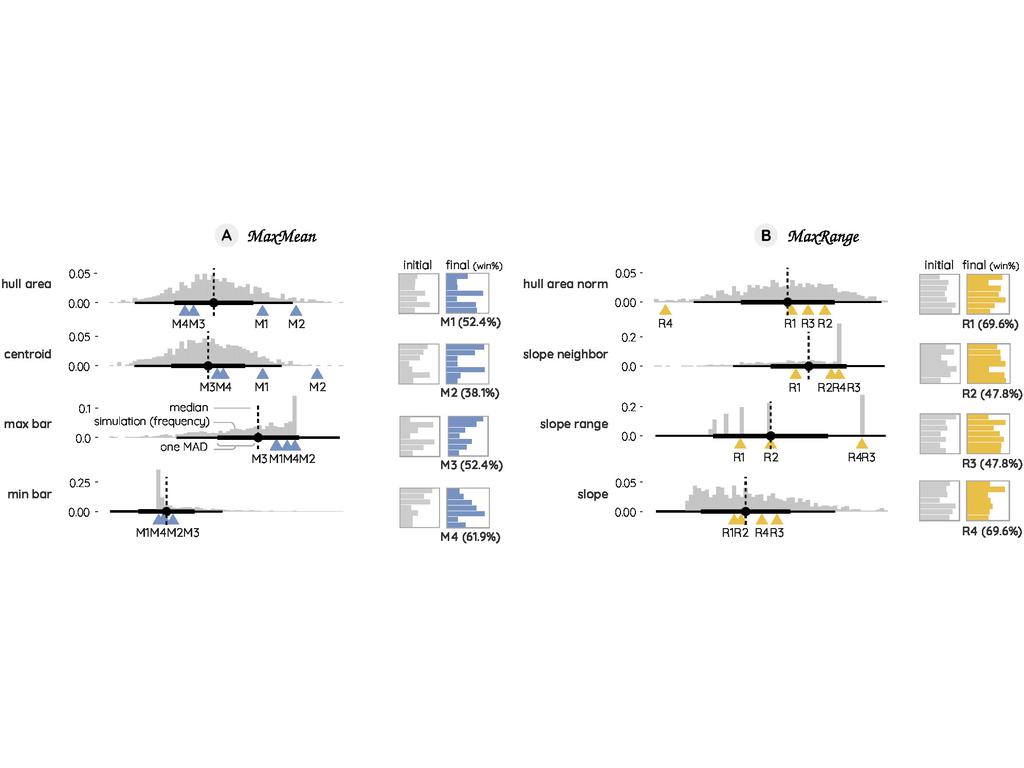 A MaxMean
hull area
0.05
0.00
M4M3 M1 M2
centroid
0.05
0.00
M3M4 M1 M2
max bar
0.1
0.0
median
simulation (frequency)
one MAD
M3 M1M4M2
min bar
0.25
0.00
M1M4M2M3
initial final (win%)
M1 (52.4%)
M2 (38.1%)
M3 (52.4%)
M4 (61.9%)
B MaxRange
hull area norm
0.05
0.00
R4 R1 R3 R2
slope neighbor
0.2
0.0
R1 R2R4R3
slope range
0.2
0.0
R1 R2 R4R3
slope
0.05
0.00
R1R2 R4R3
initial final (win%)
R1 (69.6%)
R2 (47.8%)
R3 (47.8%)
R4 (69.6%)